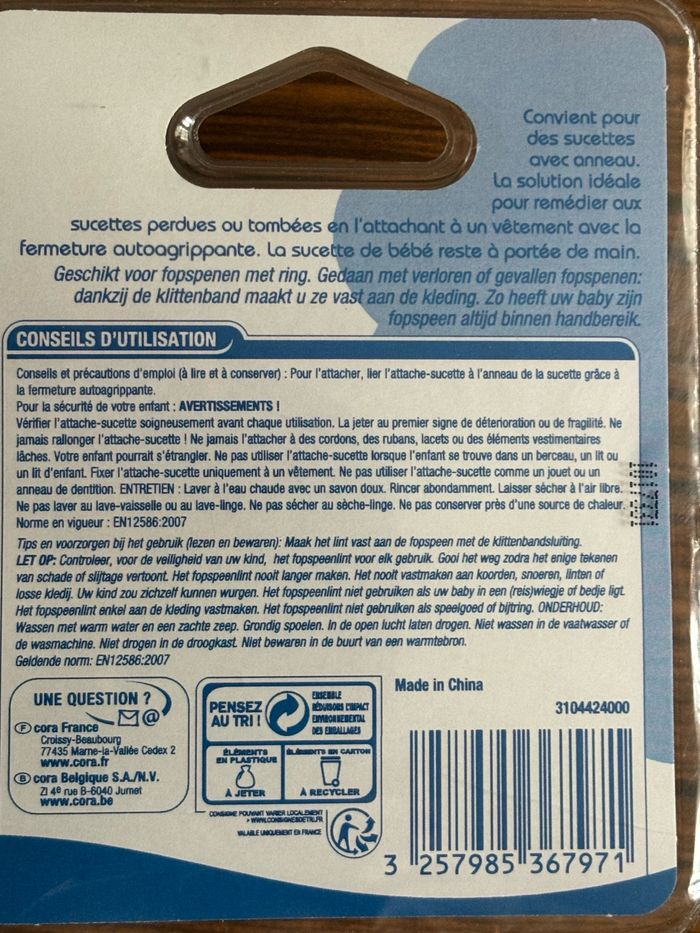 Convient pour
des sucettes
avec anneau.
La solution idéale
pour remédier aux
sucettes perdues ou tombées en l'attachant à un vêtement avec la
fermeture autoagrippante. La sucette de bébé reste à portée de main.
Geschikt voor fopspenen met ring. Gedaan met verloren of gevallen fopspenen:
dankzij de klittenband maakt u ze vast aan de kleding. Zo heeft uw baby zijn
fopspeen altijd binnen handbereik.
CONSEILS D'UTILISATION
Conseils et précautions d'emploi (à lire et à conserver) : Pour l'attacher, lier l'attache-sucette à l'anneau de la sucette grâce à
la fermeture autoagrippante.
Pour la sécurité de votre enfant : AVERTISSEMENTS !
Vérifier l'attache-sucette soigneusement avant chaque utilisation. La jeter au premier signe de déterioration ou de fragilité. Ne
jamais rallonger l'attache-sucette ! Ne jamais l'attacher à des cordons, des rubans, lacets ou des éléments vestimentaires
lâches. Votre enfant pourrait s'étrangler. Ne pas utiliser l'attache-sucette lorsque l'enfant se trouve dans un berceau, un lit ou
un lit d'enfant. Fixer l'attache-sucette uniquement à un vêtement. Ne pas utiliser l'attache-sucette comme un jouet ou un
anneau de dentition. ENTRETIEN : Laver à l'eau chaude avec un savon doux. Rincer abondamment. Laisser sécher à l'air libre.
Ne pas laver au lave-vaisselle ou au lave-linge. Ne pas sécher au sèche-linge. Ne pas conserver près d'une source de chaleur.
Norme en vigueur : EN12586:2007
Tips en voorzorgen bij het gebruik (lezen en bewaren): Maak het lint vast aan de fopspeen met de klittenbandsluiting.
LET OP: Controleer, voor de veiligheid van uw kind, het fopspeenlint voor elk gebruik. Gooi het weg zodra het enige tekenen
van schade of slijtage vertoont. Het fopspeenlint nooit langer maken. Het nooit vastmaken aan koorden, snoeren, linten of
losse kledij. Uw kind zou zichzelf kunnen wurgen. Het fopspeenlint niet gebruiken als uw baby in een (reis)wiegje of bedje ligt.
Het fopspeenlint enkel aan de kleding vastmaken. Het fopspeenlint niet gebruiken als speelgoed of bijtring. ONDERHOUD:
Wassen met warm water en een zachte zeep. Grondig spoelen. In de open lucht laten drogen. Niet wassen in de vaatwasser of
de wasmachine. Niet drogen in de droogkast. Niet bewaren in de buurt van een warmtebron.
Geldende norm: EN12586:2007
UNE QUESTION ?
F cora France
Croissy-Beaubourg
77435 Marne-la-Vallée Cedex 2
www.cora.fr
B cora Belgique S.A./N.V.
ZI 4e rue B-6040 Jumet
www.cora.be
PENSEZ
AU TRI !
ENSEMBLE
RÉDUISONS L'IMPACT
ENVIRONNEMENTAL
DES EMBALLAGES
ÉLÉMENTS
EN PLASTIQUE
À JETER
ÉLÉMENTS EN CARTON
À RECYCLER
CONSIGNE POUVANT VARIER LOCALEMENT
> WWW.CONSIGNESDETRI.FR
VALABLE UNIQUEMENT EN FRANCE
Made in China
3104424000
3 257985 367971